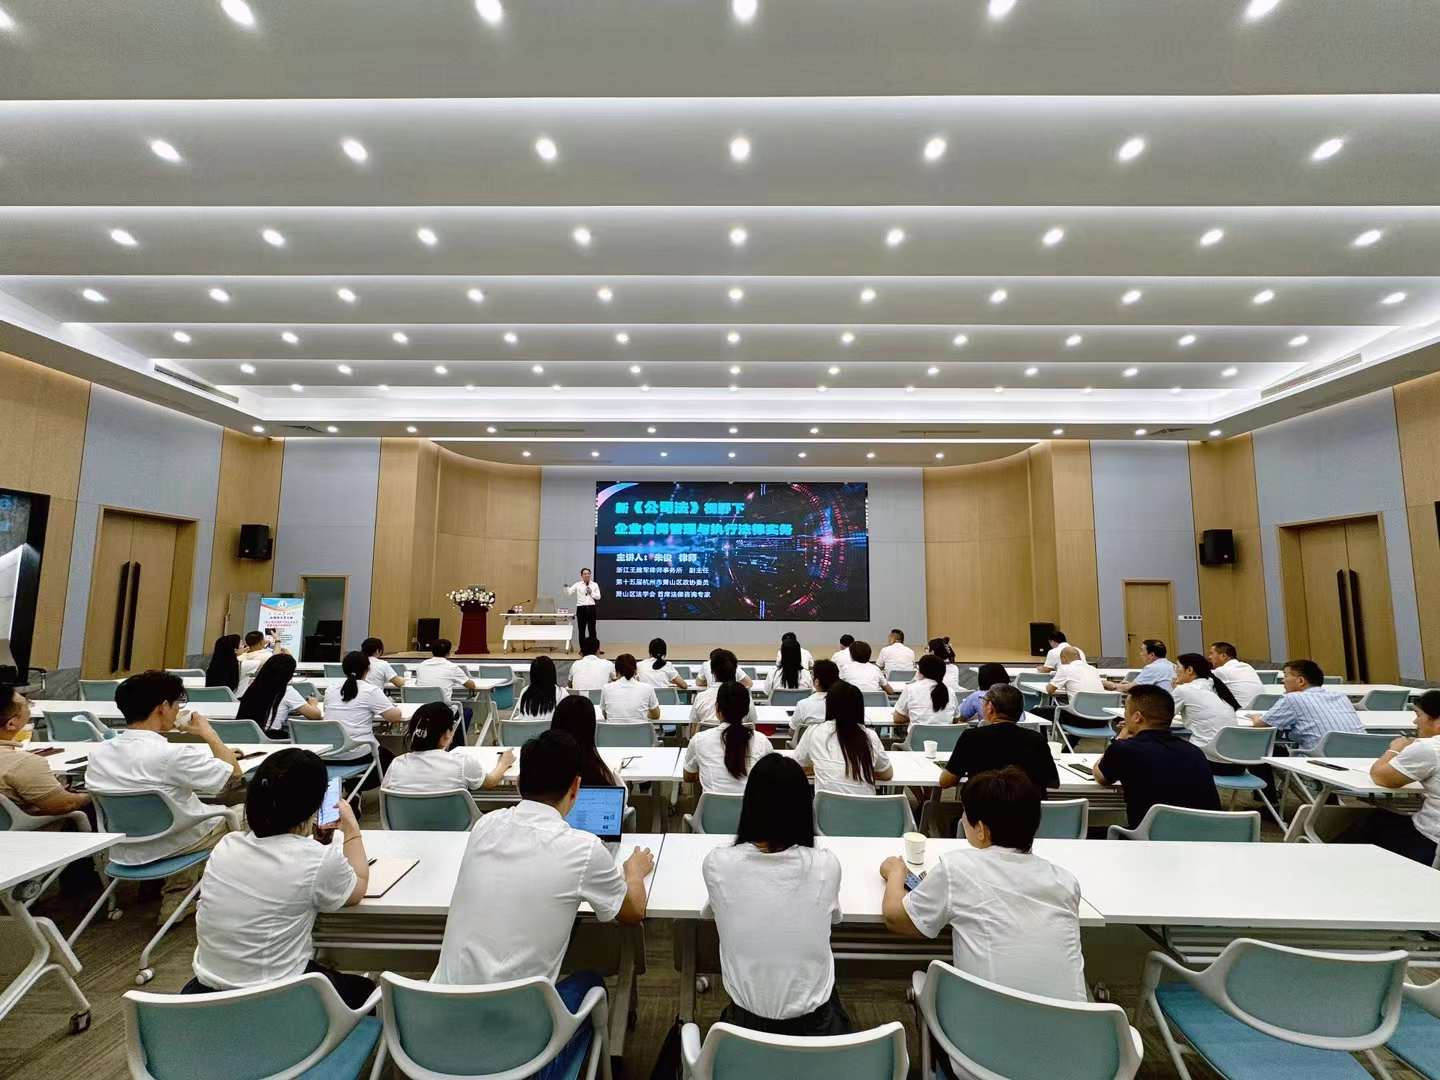 新《公司法》视野下
企业合同管理与执行法律实务
主讲人：朱俊 律师
浙江王建军律师事务所 副主任
第十五届杭州市萧山区政协委员
萧山区法学会 首席法律咨询专家